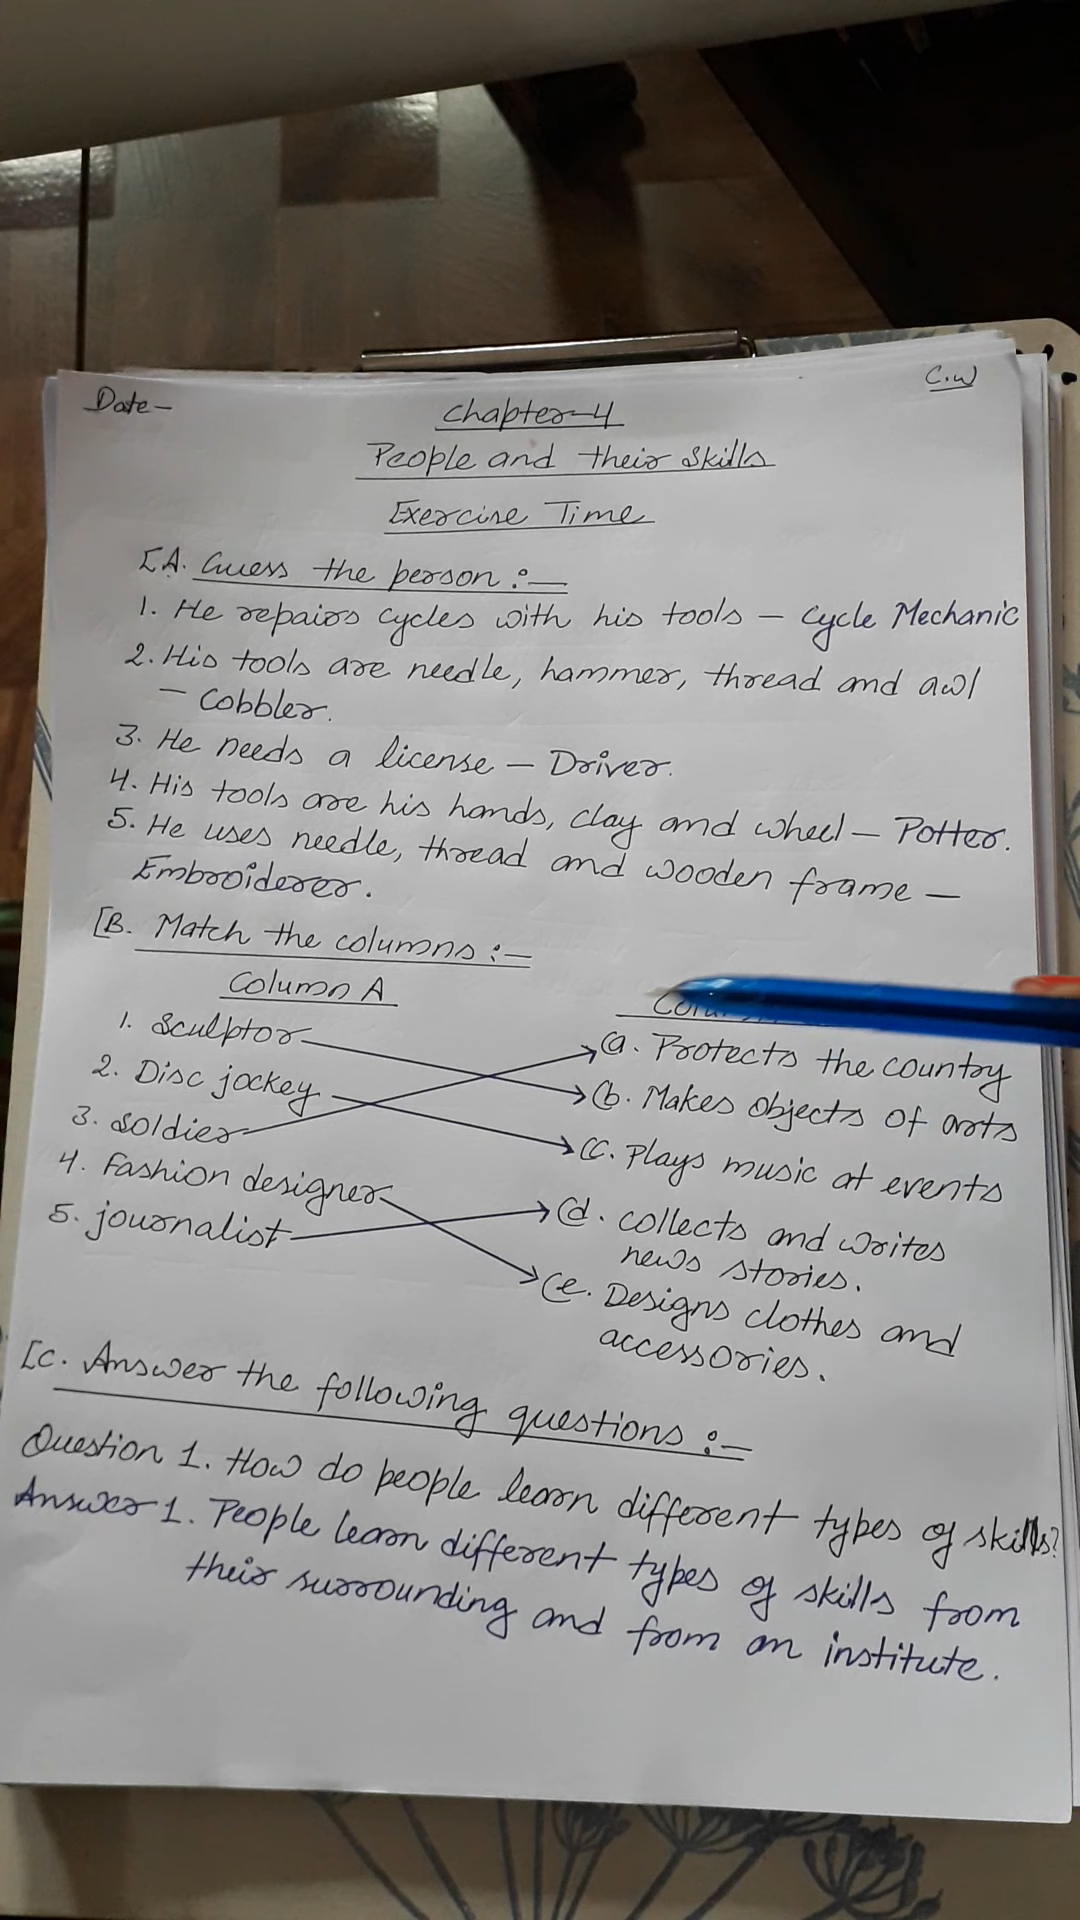 Date-
C.W
Chapter-4
People and their Skills
Exercise Time
[A. Guess the person :-
1. He repairs cycles with his tools - Cycle Mechanic
2. His tools are needle, hammer, thread and awl
- Cobbler.
3. He needs a license - Driver.
4. His tools are his hands, clay and wheel - Potter.
5. He uses needle, thread and wooden frame -
Embroiderer.
[B. Match the columns :-
Column A
1. Sculptor
(a. Protects the country
2. Disc jockey
(b. Makes objects of arts
3. Soldier
(c. Plays music at events
4. Fashion designer
(d. collects and writes
news stories.
5. journalist
(e. Designs clothes and
accessories.
[C. Answer the following questions :-
Question 1. How do people learn different types of skills?
Answer 1. People learn different types of skills from
their surrounding and from an institute.